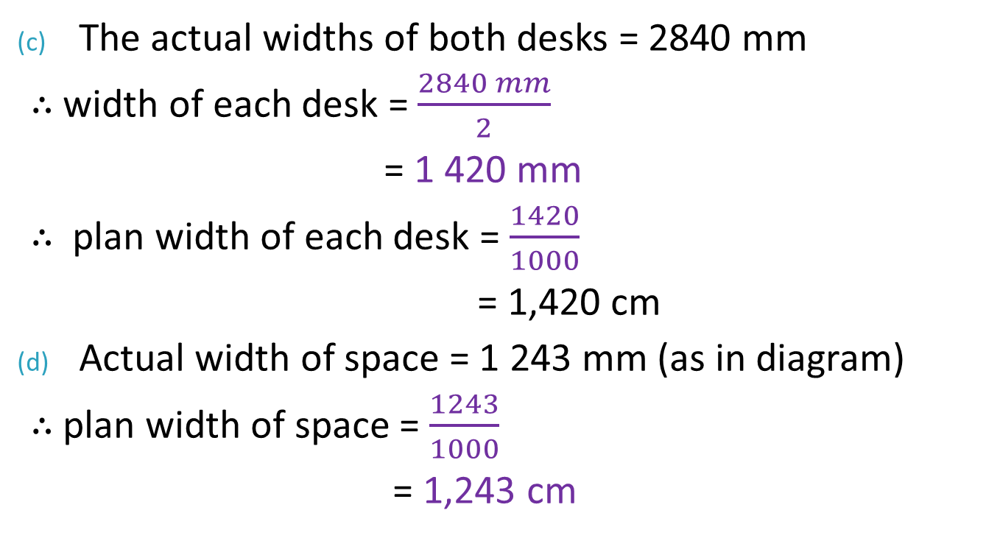 (c) The actual widths of both desks = 2840 mm
∴ width of each desk = \frac{2840 mm}{2}
= 1 420 mm
∴ plan width of each desk = \frac{1420}{1000}
= 1,420 cm
(d) Actual width of space = 1 243 mm (as in diagram)
∴ plan width of space = \frac{1243}{1000}
= 1,243 cm